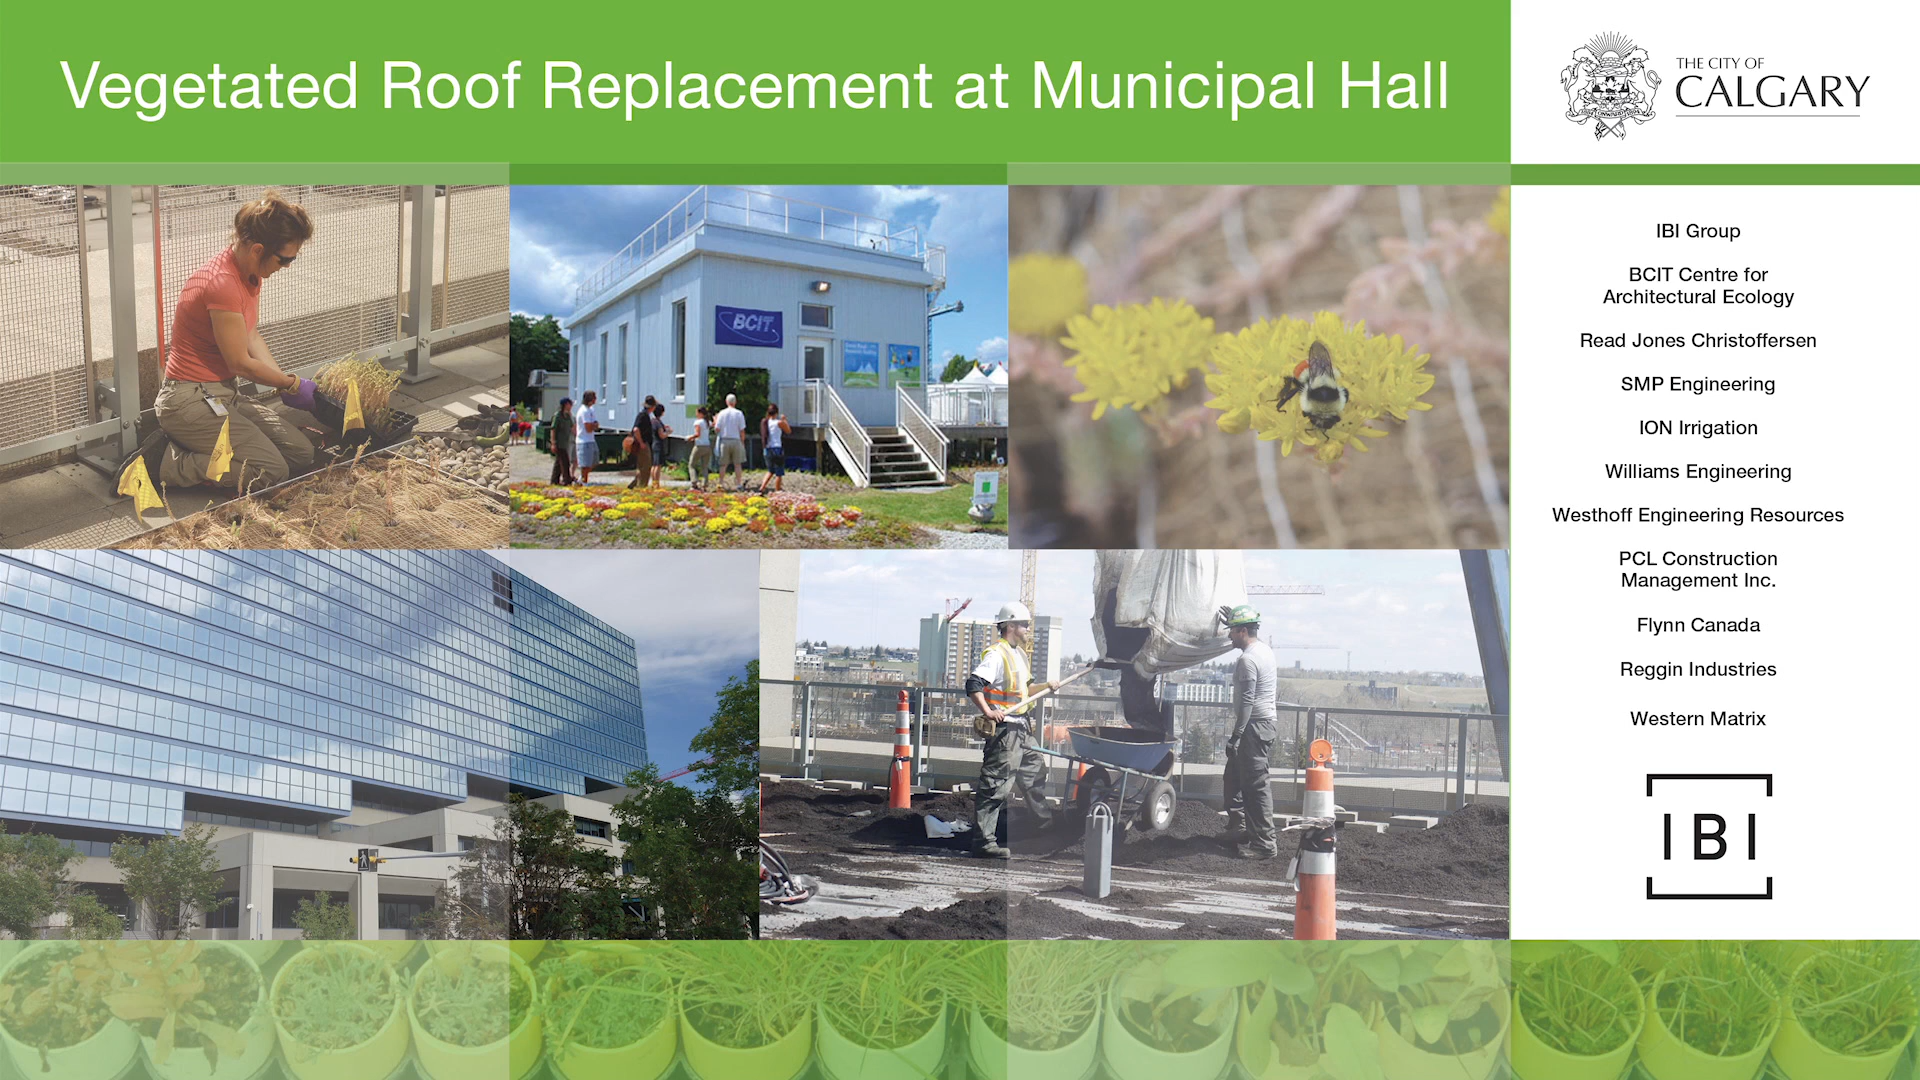 Vegetated Roof Replacement at Municipal Hall
THE CITY OF
CALGARY
IBI Group
BCIT Centre for
Architectural Ecology
Read Jones Christoffersen
SMP Engineering
ION Irrigation
Williams Engineering
Westhoff Engineering Resources
PCL Construction
Management Inc.
Flynn Canada
Reggin Industries
Western Matrix
IBI
BCIT